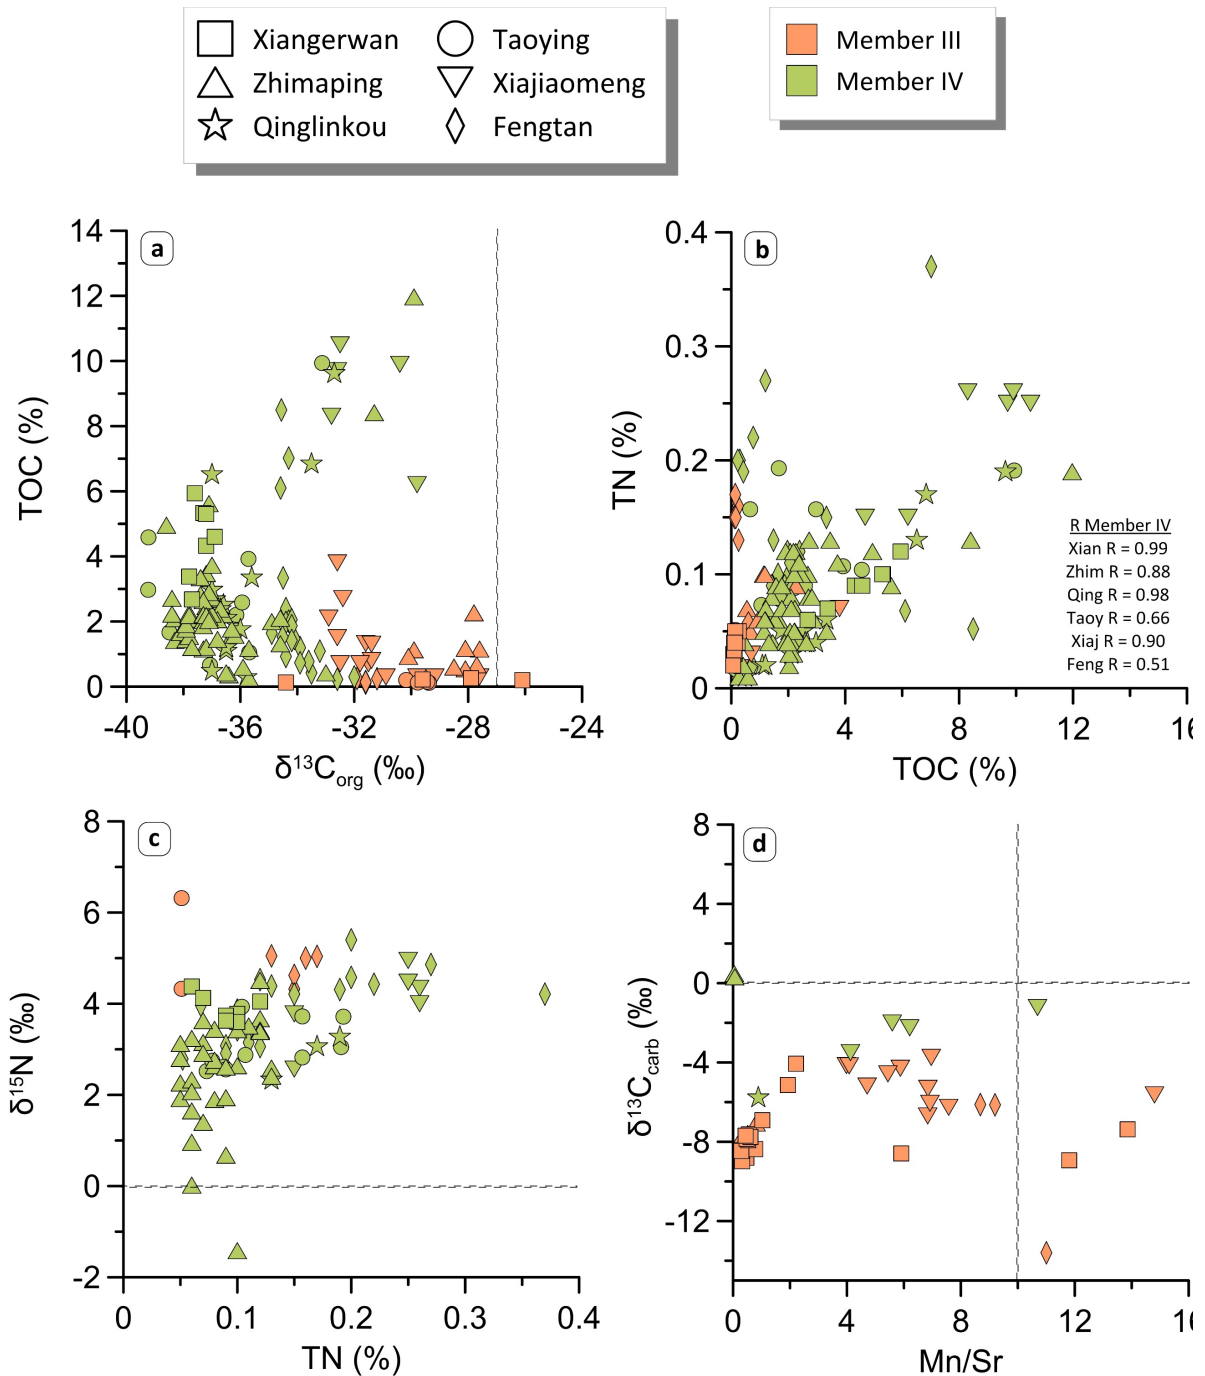 Xiangerwan
Taoying
Zhimaping
Xiajiaomeng
Qinglinkou
Fengtan
Member III
Member IV
a
14
12
10
8
6
4
2
0
TOC (%)
-40 -36 -32 -28 -24
δ¹³Corg (‰)
b
0.4
0.3
0.2
0.1
0
TN (%)
R Member IV
Xian R = 0.99
Zhim R = 0.88
Qing R = 0.98
Taoy R = 0.66
Xiaj R = 0.90
Feng R = 0.51
0 4 8 12
TOC (%)
c
8
6
4
2
0
-2
δ¹⁵N (‰)
0 0.1 0.2 0.3 0.4
TN (%)
d
8
4
0
-4
-8
-12
δ¹³Ccarb (‰)
0 4 8 12
Mn/Sr